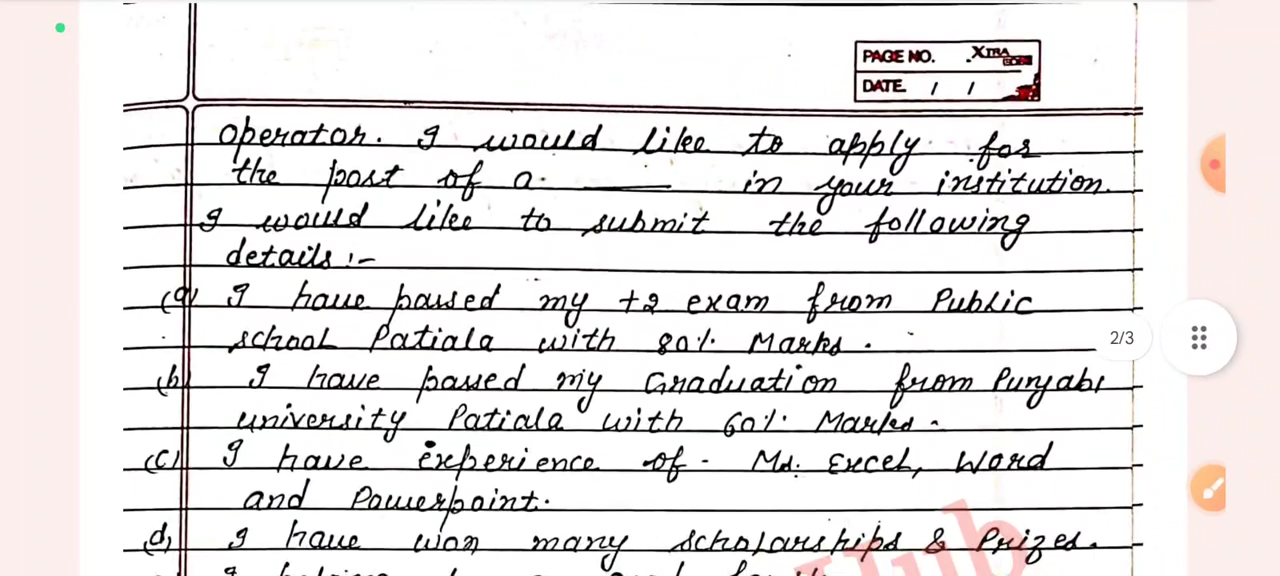 PAGE NO.
DATE / /
operator. I would like to apply for
the post of a _____ in your institution.
I would like to submit the following
details :-
(a) I have passed my +2 exam from Public
school Patiala with 80% Marks.
(b) I have passed my Graduation from Punjabi
university Patiala with 60% Marks.
(c) I have experience of Ms. Excel, Word
and Powerpoint.
(d) I have won many scholarships & Prizes.
2/3